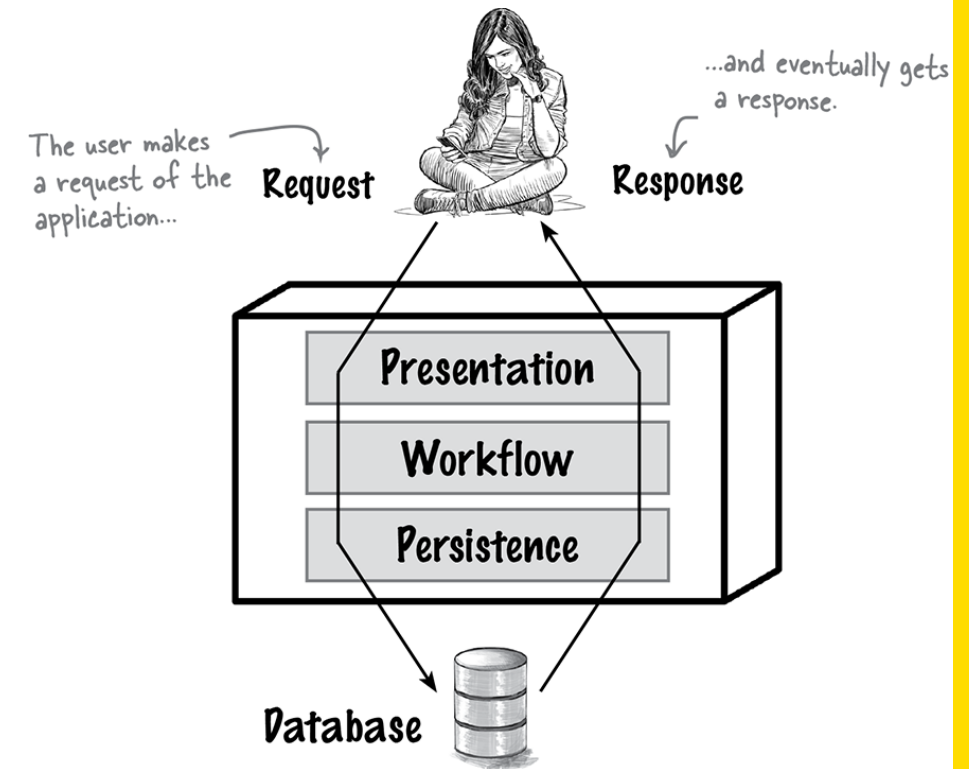 ...and eventually gets
a response.
The user makes
a request of the
application...
Request
Response
Presentation
Workflow
Persistence
Database